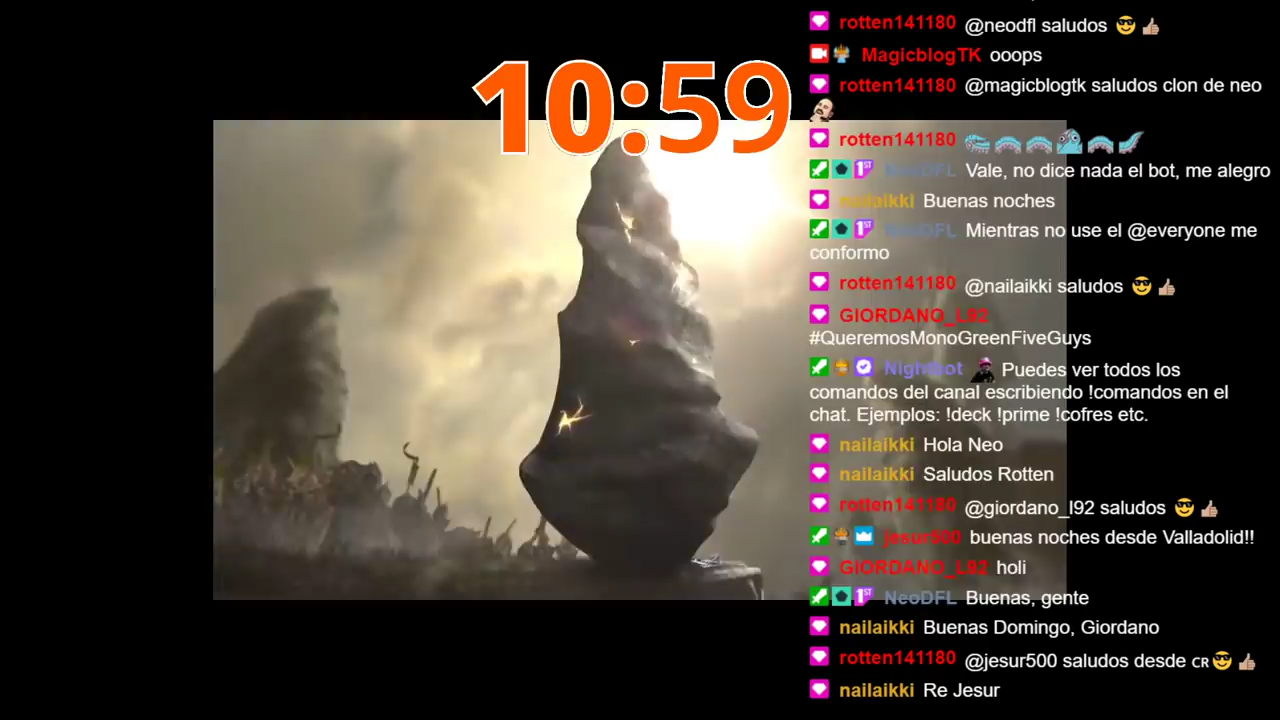 10:59
rotten141180 @neodfl saludos 😎👍🏼
MagicblogTK ooops
rotten141180 @magicblogtk saludos clon de neo
rotten141180
1ST NeoDFL Vale, no dice nada el bot, me alegro
nailaikki Buenas noches
1ST NeoDFL Mientras no use el @everyone me
conformo
rotten141180 @nailaikki saludos 😎👍🏼
GIORDANO_L92
#QueremosMonoGreenFiveGuys
Nightbot Puedes ver todos los
comandos del canal escribiendo !comandos en el
chat. Ejemplos: !deck !prime !cofres etc.
nailaikki Hola Neo
nailaikki Saludos Rotten
rotten141180 @giordano_l92 saludos 😎👍🏼
jesur500 buenas noches desde Valladolid!!
GIORDANO_L92 holi
1ST NeoDFL Buenas, gente
nailaikki Buenas Domingo, Giordano
rotten141180 @jesur500 saludos desde CR😎👍🏼
nailaikki Re Jesur